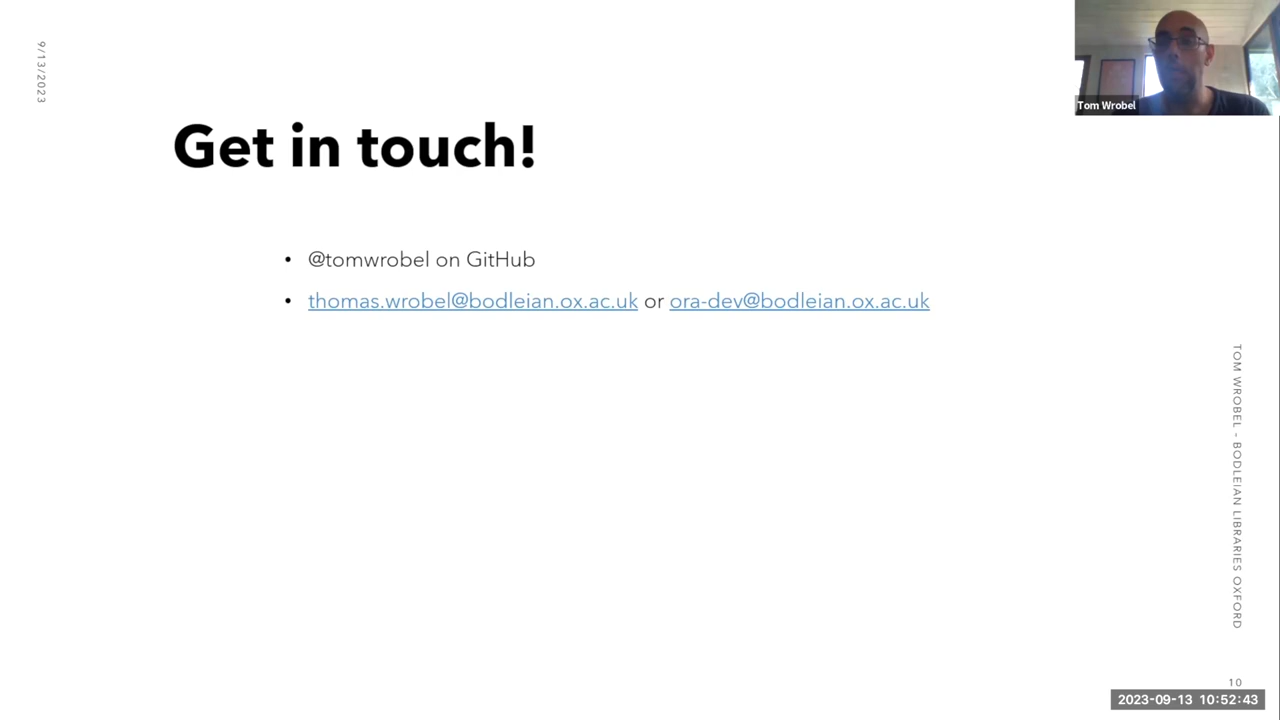 9/13/2023
Tom Wrobel
Get in touch!
• @tomwrobel on GitHub
• thomas.wrobel@bodleian.ox.ac.uk or ora-dev@bodleian.ox.ac.uk
TOM WROBEL - BODLEIAN LIBRARIES OXFORD
10
2023-09-13 10:52:43